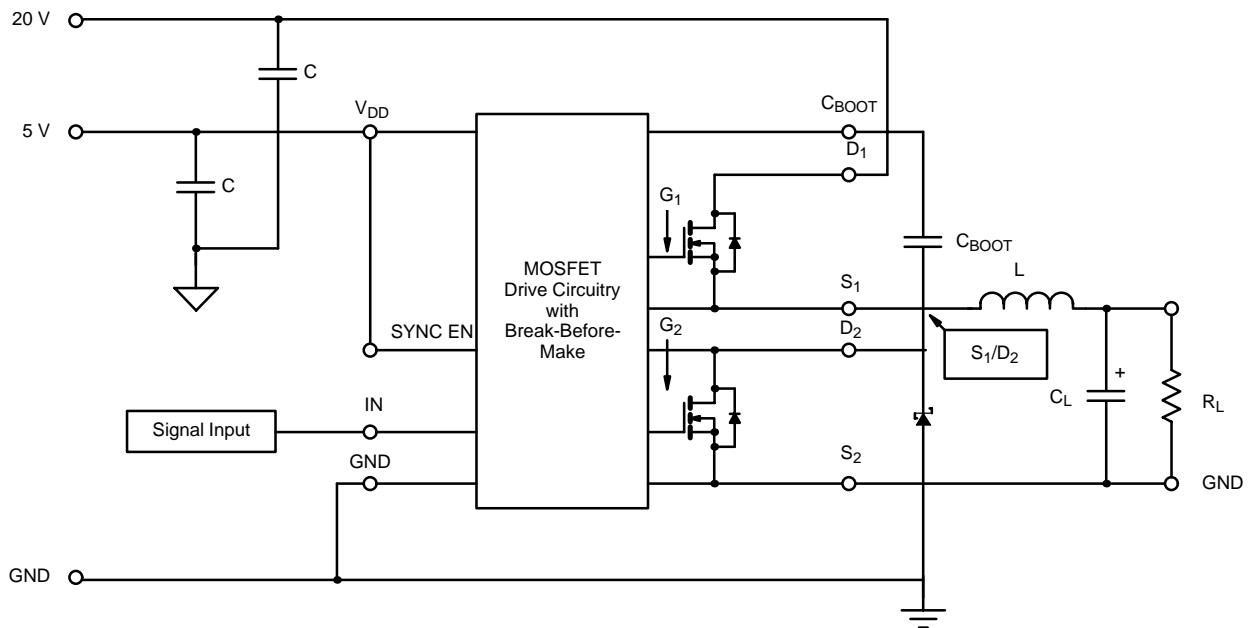 20 V
C
5 V
V_DD
C_BOOT
D_1
C
G_1
C_BOOT
MOSFET
Drive Circuitry
with
Break-Before-
Make
S_1
L
SYNC EN
G_2
D_2
S_1/D_2
+
C_L
R_L
IN
Signal Input
GND
S_2
GND
GND